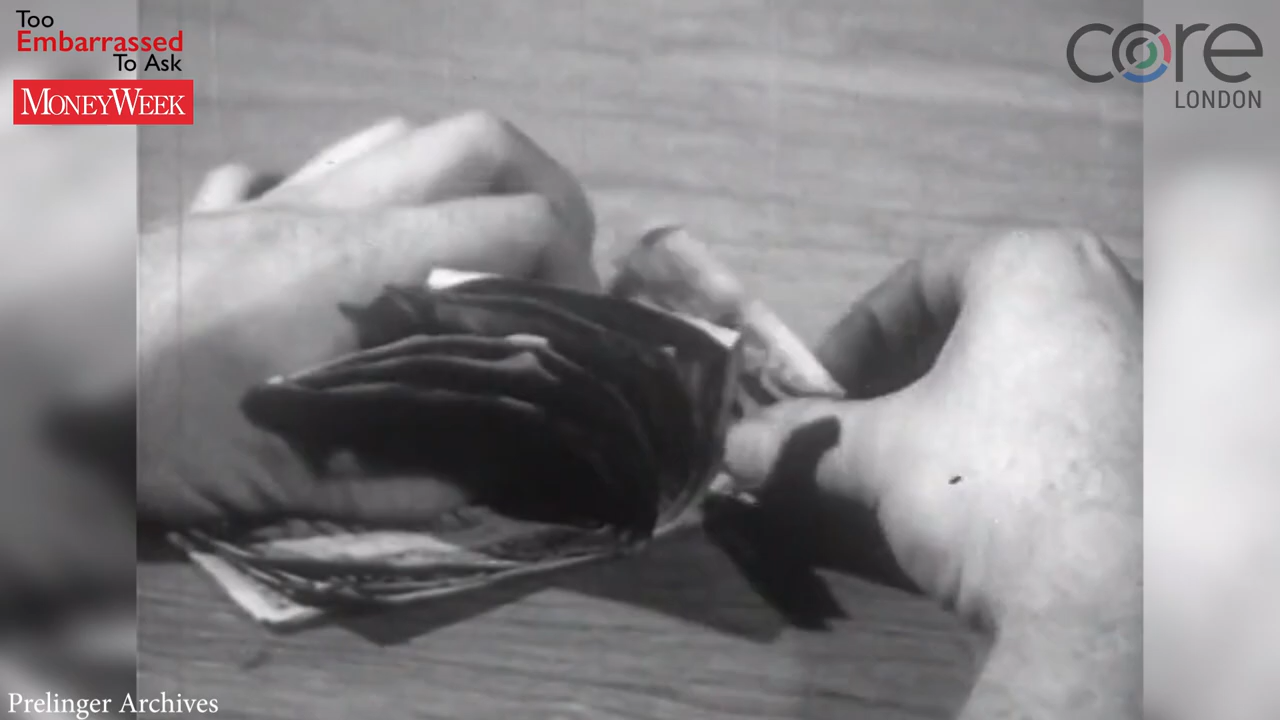 Too
Embarrassed
To Ask
MONEYWEEK
core
LONDON
Prelinger Archives